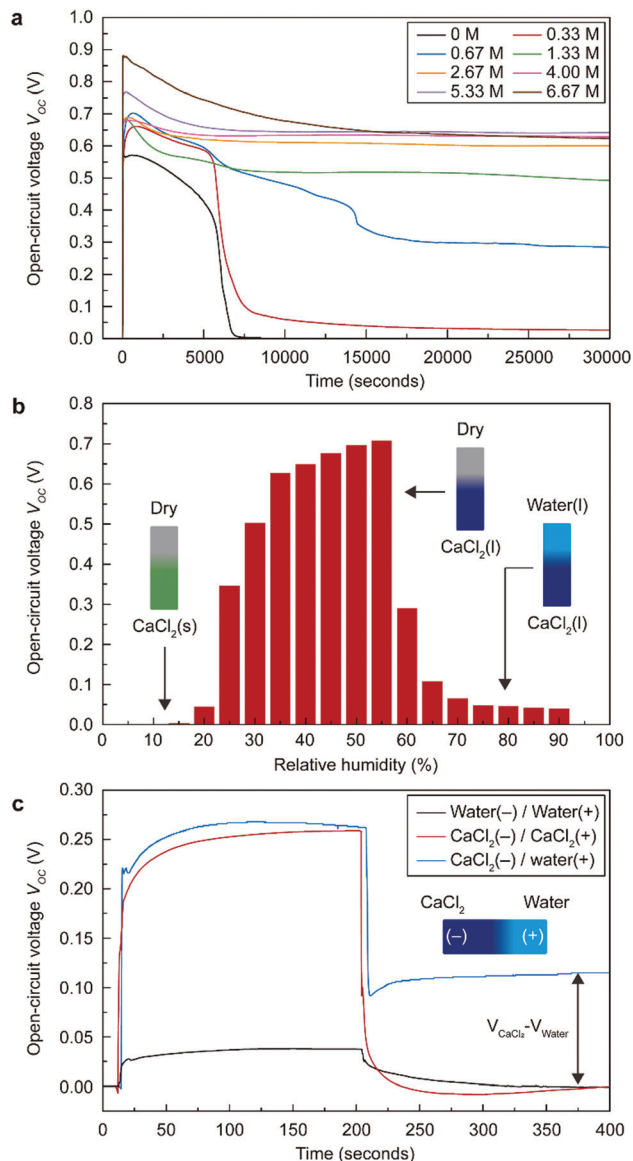 a
1.0
0.9
0.8
0.7
0.6
0.5
0.4
0.3
0.2
0.1
0.0
Open-circuit voltage VOC (V)
0 M 0.33 M
0.67 M 1.33 M
2.67 M 4.00 M
5.33 M 6.67 M
0 5000 10000 15000 20000 25000 30000
Time (seconds)
b
0.8
0.7
0.6
0.5
0.4
0.3
0.2
0.1
0.0
Open-circuit voltage VOC (V)
Dry
CaCl2(s)
Dry
CaCl2(l)
Water(l)
CaCl2(l)
0 10 20 30 40 50 60 70 80 90 100
Relative humidity (%)
c
0.30
0.25
0.20
0.15
0.10
0.05
0.00
Open-circuit voltage VOC (V)
Water(–) / Water(+)
CaCl2(–) / CaCl2(+)
CaCl2(–) / water(+)
CaCl2 Water
(–) (+)
VCaCl2-VWater
0 50 100 150 200 250 300 350 400
Time (seconds)